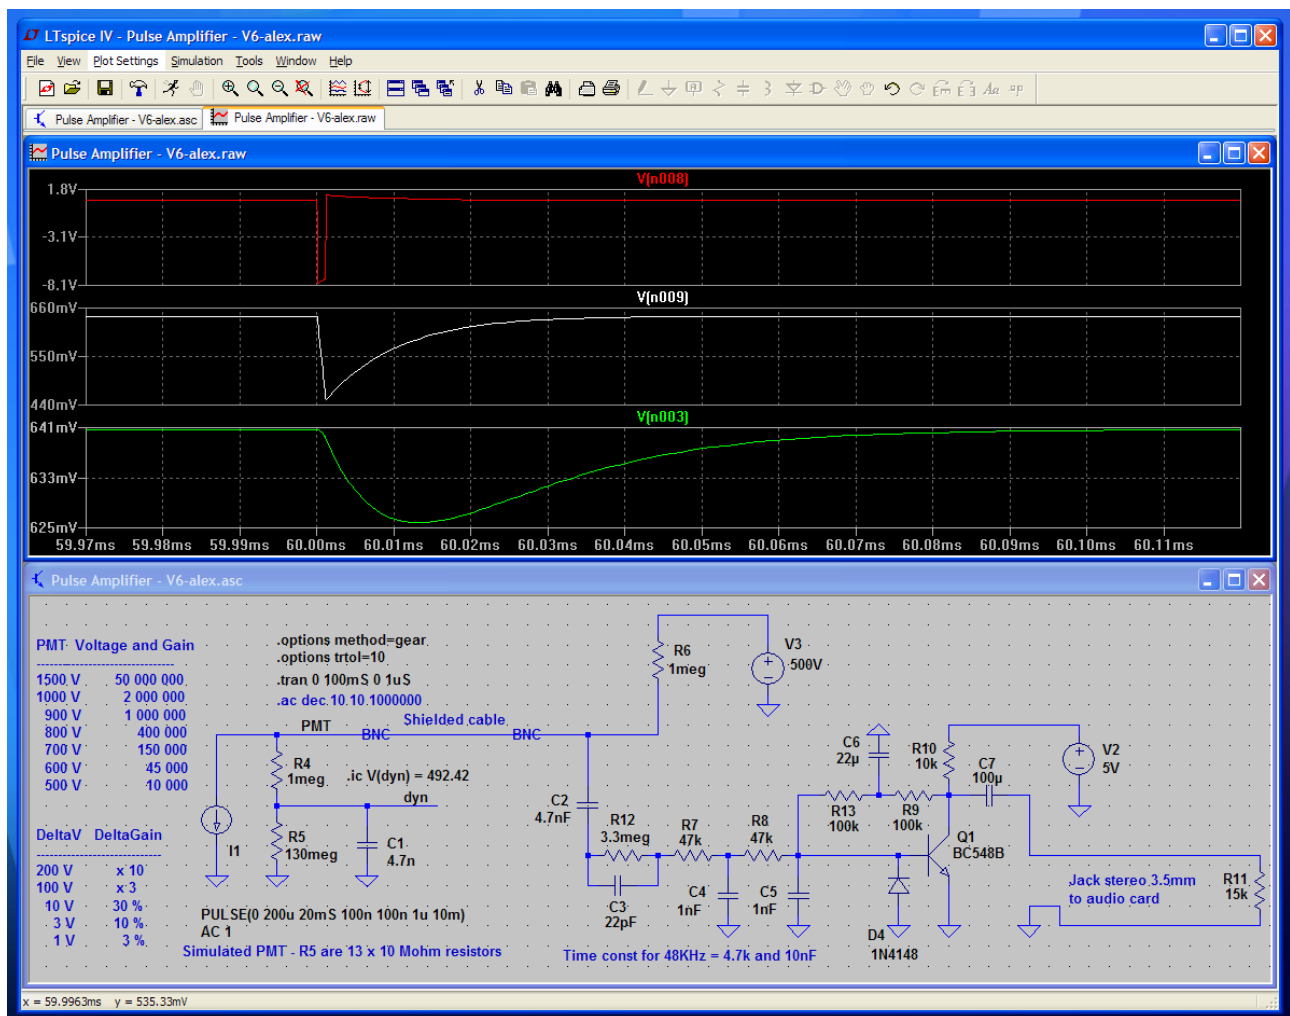 LTspice IV - Pulse Amplifier - V6-alex.raw
File View Plot Settings Simulation Tools Window Help
Pulse Amplifier - V6-alex.asc Pulse Amplifier - V6-alex.raw
Pulse Amplifier - V6-alex.raw
V(n008)
1.8V
-3.1V
-8.1V
V(n009)
660mV
550mV
440mV
V(n003)
641mV
633mV
625mV
59.97ms 59.98ms 59.99ms 60.00ms 60.01ms 60.02ms 60.03ms 60.04ms 60.05ms 60.06ms 60.07ms 60.08ms 60.09ms 60.10ms 60.11ms
Pulse Amplifier - V6-alex.asc
PMT Voltage and Gain
1500 V 50 000 000
1000 V 2 000 000
900 V 1 000 000
800 V 400 000
700 V 150 000
600 V 45 000
500 V 10 000
DeltaV DeltaGain
200 V x 10
100 V x 3
10 V 30 %
3 V 10 %
1 V 3 %
.options method=gear
.options trtol=10
.tran 0 100mS 0 1uS
.ac dec 10 10 1000000
PMT
BNC
Shielded cable
BNC
R4
1meg
.ic V(dyn) = 492.42
dyn
R5
130meg
C1
4.7n
I1
PULSE(0 200u 20mS 100n 100n 1u 10m)
AC 1
Simulated PMT - R5 are 13 x 10 Mohm resistors
R6
1meg
V3
500V
C2
4.7nF
R12
3.3meg
C3
22pF
R7
47k
R8
47k
C4
1nF
C5
1nF
Time const for 48KHz = 4.7k and 10nF
C6
22µ
R10
10k
C7
100µ
V2
5V
R13
100k
R9
100k
Q1
BC548B
D4
1N4148
Jack stereo 3.5mm
to audio card
R11
15k
x = 59.9963ms y = 535.33mV